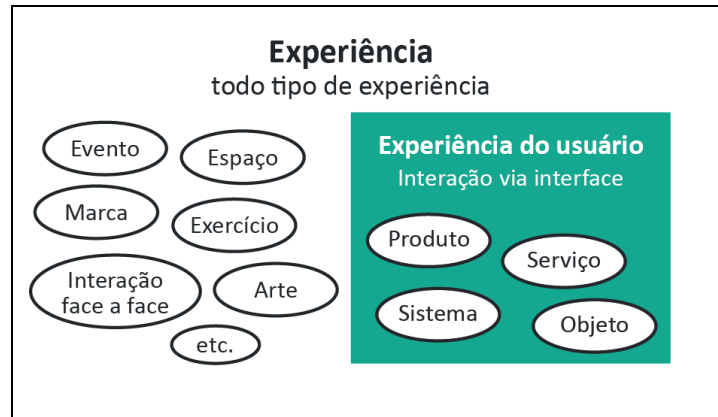 Experiência
todo tipo de experiência
Evento
Espaço
Marca
Exercício
Interação
face a face
Arte
etc.
Experiência do usuário
Interação via interface
Produto
Serviço
Sistema
Objeto